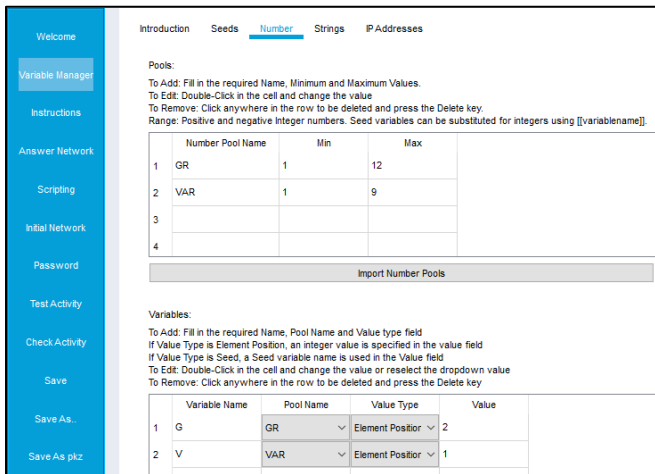 Welcome
Variable Manager
Instructions
Answer Network
Scripting
Initial Network
Password
Test Activity
Check Activity
Save
Save As..
Save As pkz
Introduction Seeds Number Strings IP Addresses
Pools:
To Add: Fill in the required Name, Minimum and Maximum Values.
To Edit: Double-Click in the cell and change the value
To Remove: Click anywhere in the row to be deleted and press the Delete key.
Range: Positive and negative Integer numbers. Seed variables can be substituted for integers using [[variablename]].
Number Pool Name Min Max
1 GR 1 12
2 VAR 1 9
3
4
Import Number Pools
Variables:
To Add: Fill in the required Name, Pool Name and Value type field
If Value Type is Element Position, an integer value is specified in the value field
If Value Type is Seed, a Seed variable name is used in the Value field
To Edit: Double-Click in the cell and change the value or reselect the dropdown value
To Remove: Click anywhere in the row to be deleted and press the Delete key
Variable Name Pool Name Value Type Value
1 G GR Element Position 2
2 V VAR Element Position 1